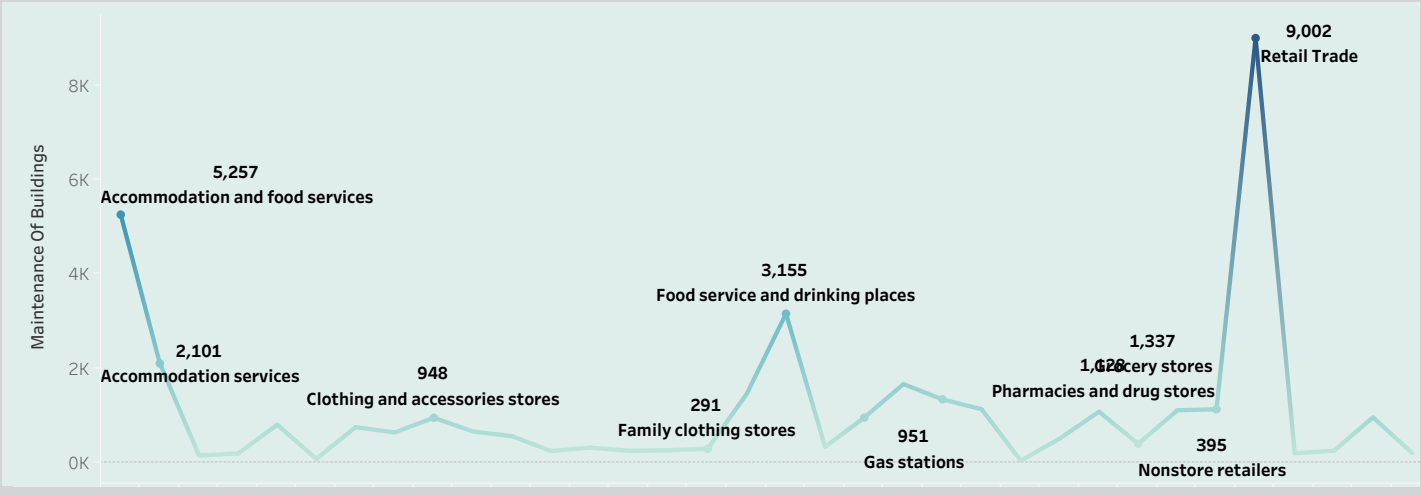 9,002
Retail Trade
8K
5,257
6K
Accommodation and food services
Maintenance Of Buildings
3,155
4K
Food service and drinking places
1,337
2,101
Grocery stores
2K
Accommodation services
948
Pharmacies and drug stores
Clothing and accessories stores
291
Family clothing stores
951
395
0K
Gas stations
Nonstore retailers